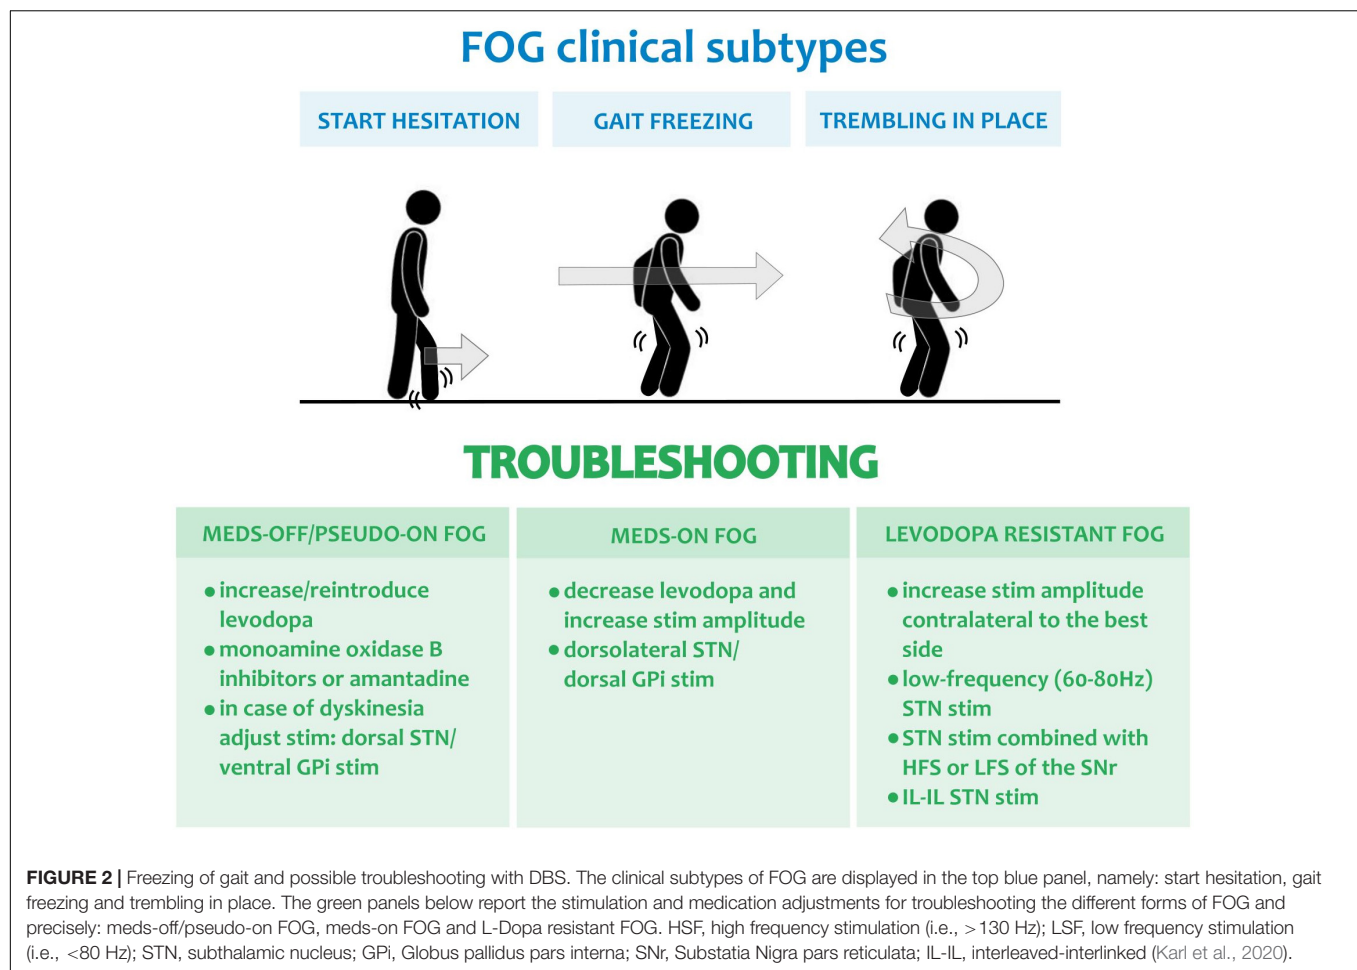 FOG clinical subtypes
START HESITATION
GAIT FREEZING
TREMBLING IN PLACE
TROUBLESHOOTING
MEDS-OFF/PSEUDO-ON FOG
● increase/reintroduce
levodopa
● monoamine oxidase B
inhibitors or amantadine
● in case of dyskinesia
adjust stim: dorsal STN/
ventral GPi stim
MEDS-ON FOG
● decrease levodopa and
increase stim amplitude
● dorsolateral STN/
dorsal GPi stim
LEVODOPA RESISTANT FOG
● increase stim amplitude
contralateral to the best
side
● low-frequency (60-80Hz)
STN stim
● STN stim combined with
HFS or LFS of the SNr
● IL-IL STN stim
FIGURE 2 | Freezing of gait and possible troubleshooting with DBS. The clinical subtypes of FOG are displayed in the top blue panel, namely: start hesitation, gait
freezing and trembling in place. The green panels below report the stimulation and medication adjustments for troubleshooting the different forms of FOG and
precisely: meds-off/pseudo-on FOG, meds-on FOG and L-Dopa resistant FOG. HSF, high frequency stimulation (i.e., >130 Hz); LSF, low frequency stimulation
(i.e., <80 Hz); STN, subthalamic nucleus; GPi, Globus pallidus pars interna; SNr, Substatia Nigra pars reticulata; IL-IL, interleaved-interlinked (Karl et al., 2020).